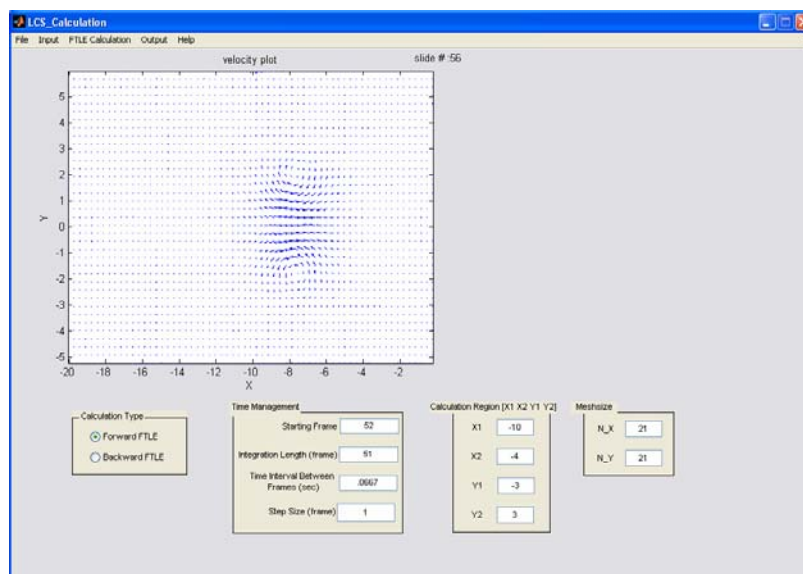 LCS_Calculation
File Input FTLE Calculation Output Help
velocity plot
slide # :56
5
4
3
2
1
0
-1
-2
-3
-4
-5
Y
-20 -18 -16 -14 -12 -10 -8 -6 -4 -2
X
Calculation Type
Forward FTLE
Backward FTLE
Time Management
Starting Frame 52
Integration Length (frame) 51
Time Interval Between
Frames (sec) .0667
Step Size (frame) 1
Calculation Region [X1 X2 Y1 Y2]
X1 -10
X2 -4
Y1 -3
Y2 3
Meshsize
N_X 21
N_Y 21